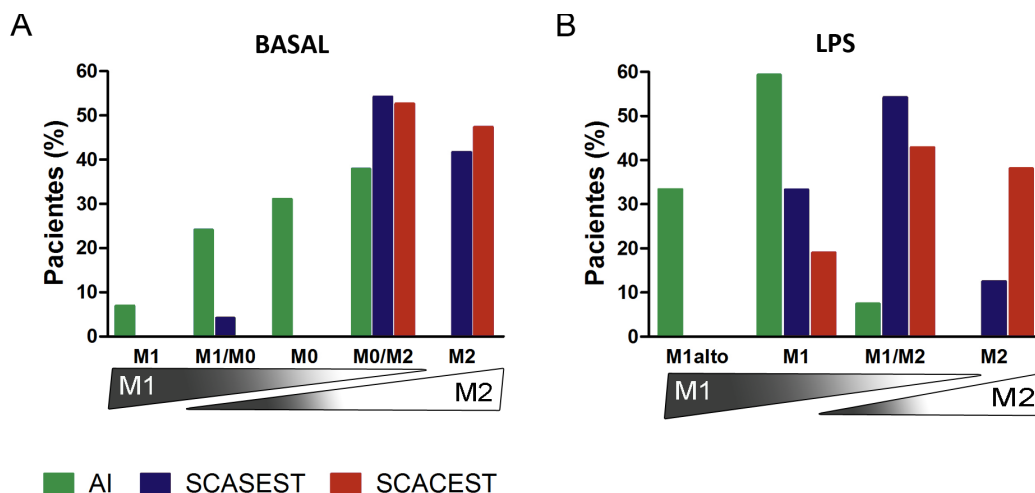 A
BASAL
Pacientes (%)
60
50
40
30
20
10
0
M1 M1/M0 M0 M0/M2 M2
M1
M2
B
LPS
Pacientes (%)
60
50
40
30
20
10
0
M1alto M1 M1/M2 M2
M1
M2
AI SCASEST SCACEST